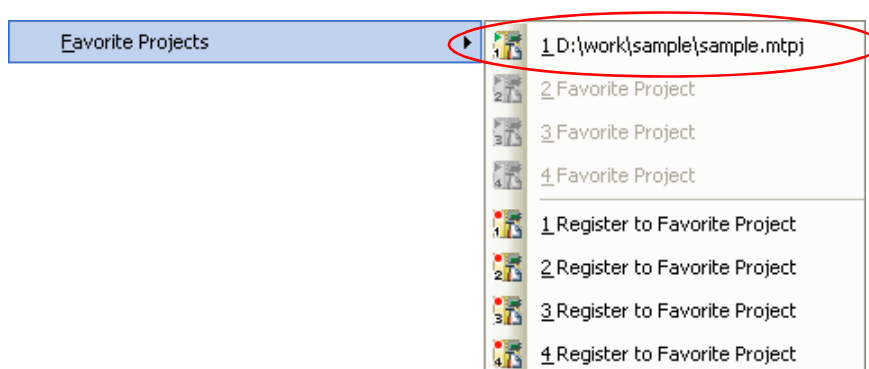 Favorite Projects
1 D:\work\sample\sample.mtpj
2 Favorite Project
3 Favorite Project
4 Favorite Project
1 Register to Favorite Project
2 Register to Favorite Project
3 Register to Favorite Project
4 Register to Favorite Project